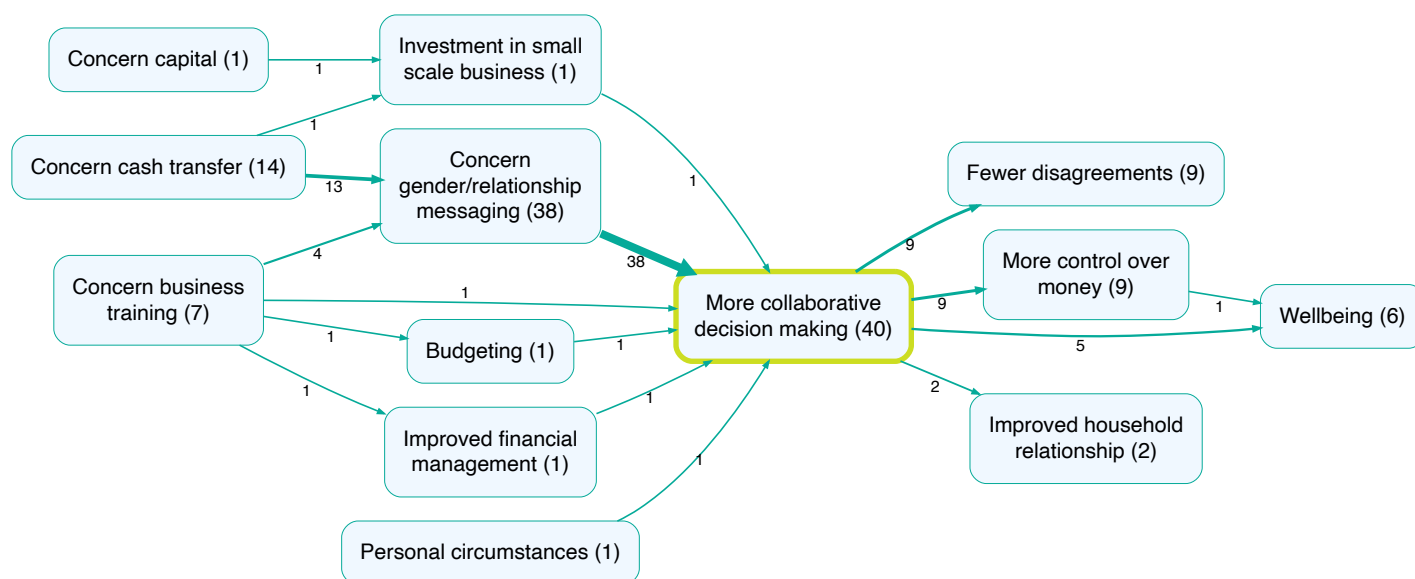 Concern capital (1)
1
Investment in small
scale business (1)
1
Concern cash transfer (14)
13
Concern
gender/relationship
messaging (38)
1
Fewer disagreements (9)
9
4
38
Concern business
training (7)
1
More collaborative
decision making (40)
9
More control over
money (9)
1
Wellbeing (6)
5
1
Budgeting (1)
1
2
1
Improved financial
management (1)
1
Improved household
relationship (2)
1
Personal circumstances (1)